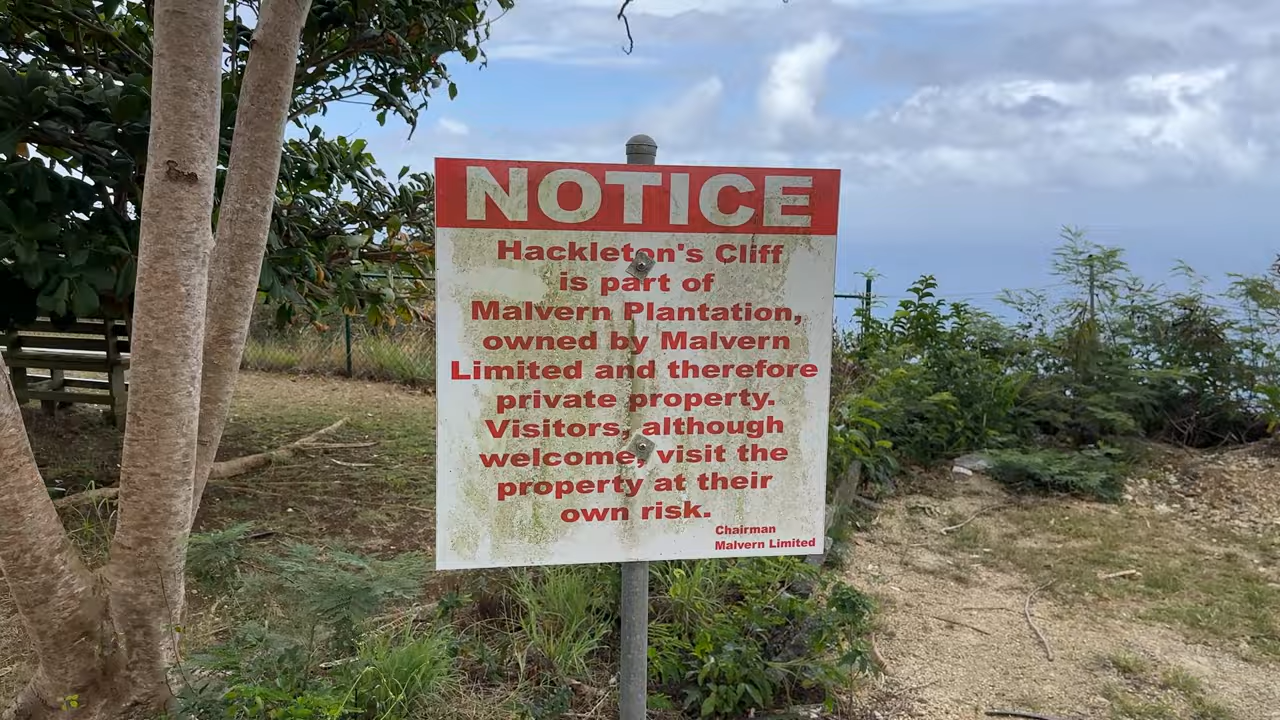 NOTICE
Hackleton's Cliff
is part of
Malvern Plantation,
owned by Malvern
Limited and therefore
private property.
Visitors, although
welcome, visit the
property at their
own risk.
Chairman
Malvern Limited